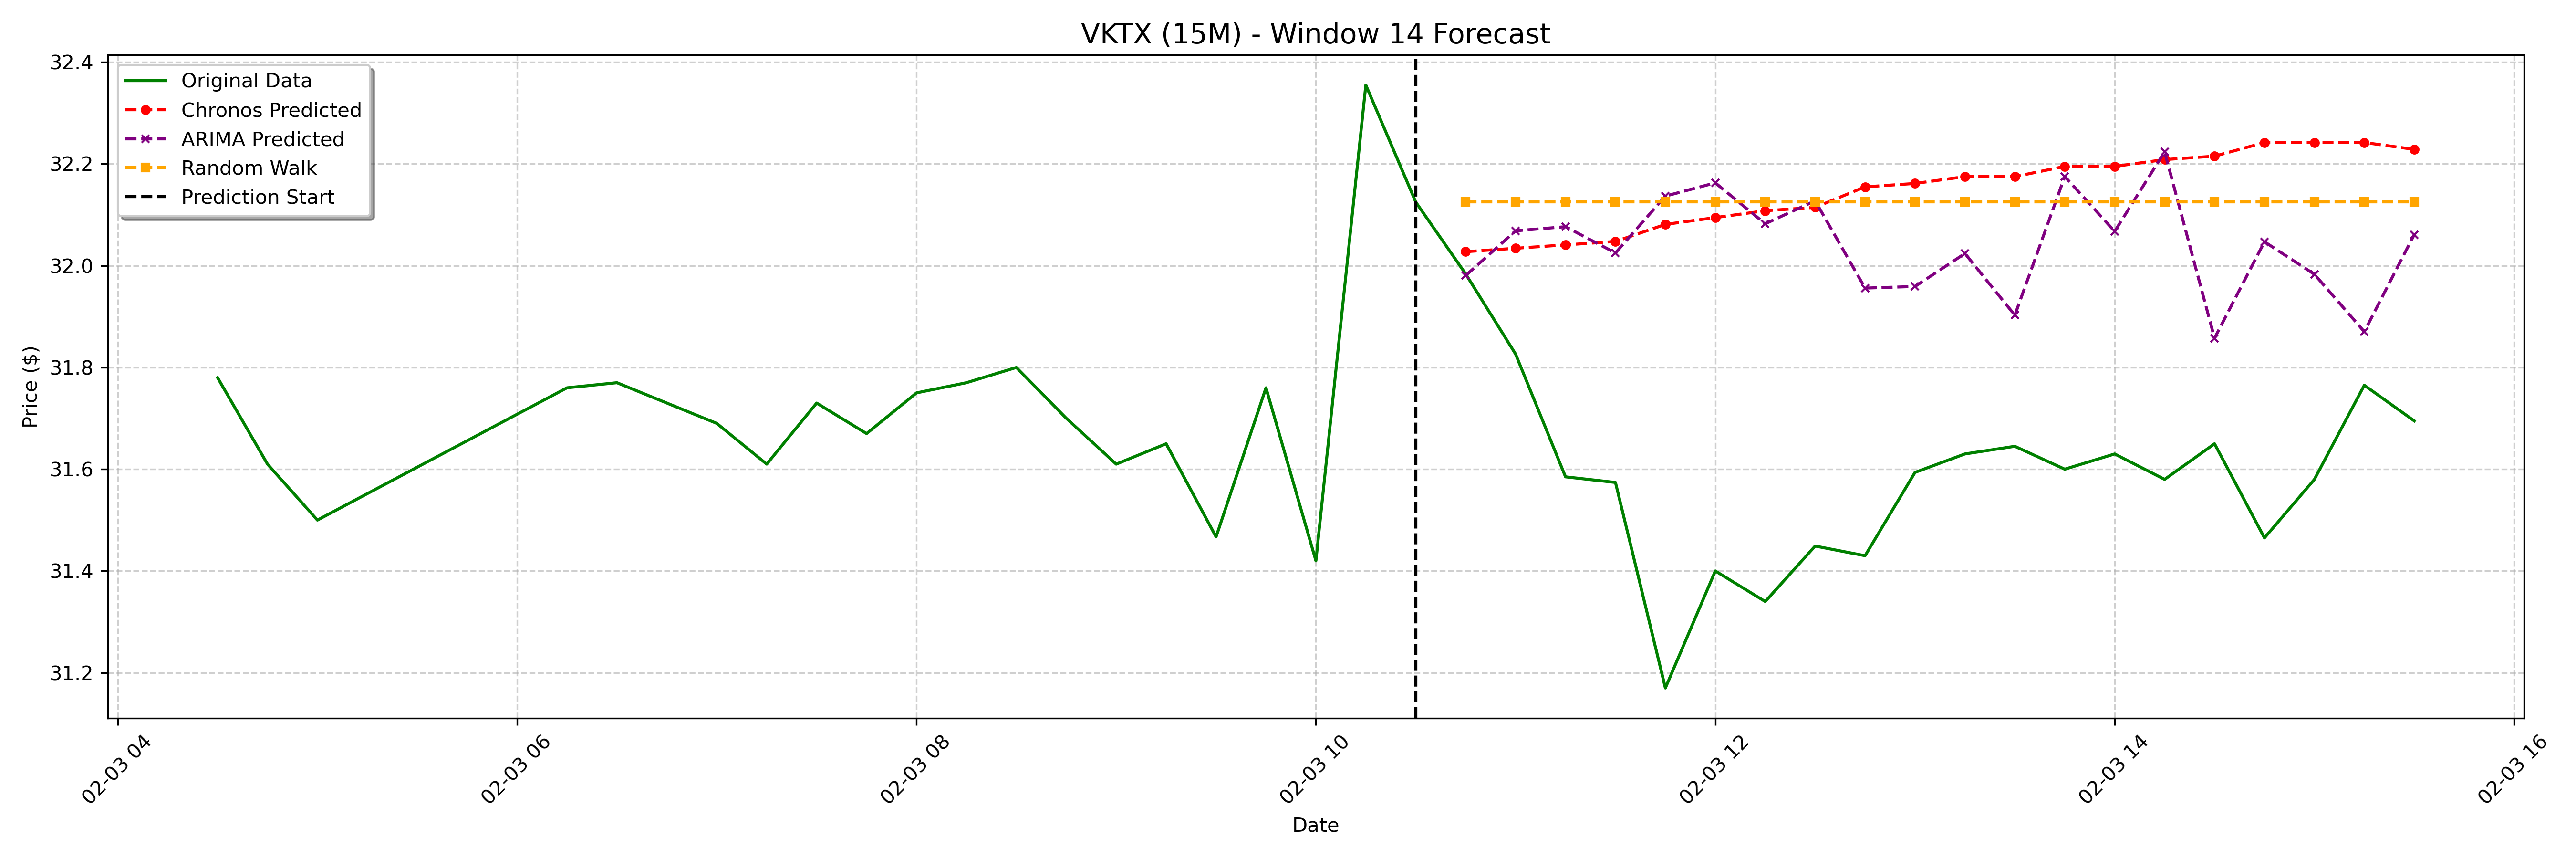 VKTX (15M) - Window 14 Forecast
Original Data
Chronos Predicted
ARIMA Predicted
Random Walk
Prediction Start
Price ($)
32.4
32.2
32.0
31.8
31.6
31.4
31.2
02-03 04
02-03 06
02-03 08
02-03 10
02-03 12
02-03 14
02-03 16
Date